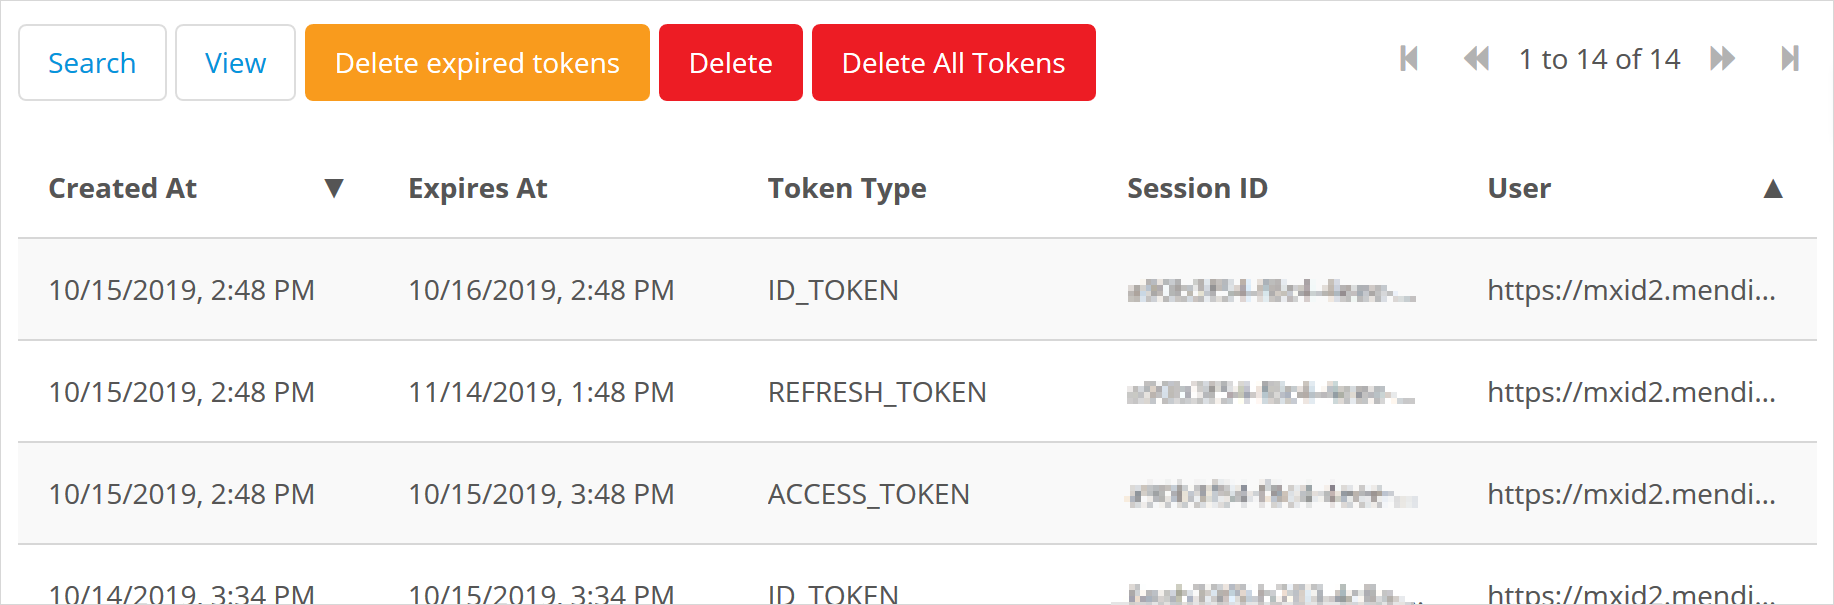 Search View Delete expired tokens Delete Delete All Tokens 1 to 14 of 14
Created At ▼ Expires At Token Type Session ID User ▲
10/15/2019, 2:48 PM 10/16/2019, 2:48 PM ID_TOKEN https://mxid2.mendi...
10/15/2019, 2:48 PM 11/14/2019, 1:48 PM REFRESH_TOKEN https://mxid2.mendi...
10/15/2019, 2:48 PM 10/15/2019, 3:48 PM ACCESS_TOKEN https://mxid2.mendi...
10/14/2019, 3:34 PM 10/15/2019, 3:34 PM ID_TOKEN https://mxid2.mendi...